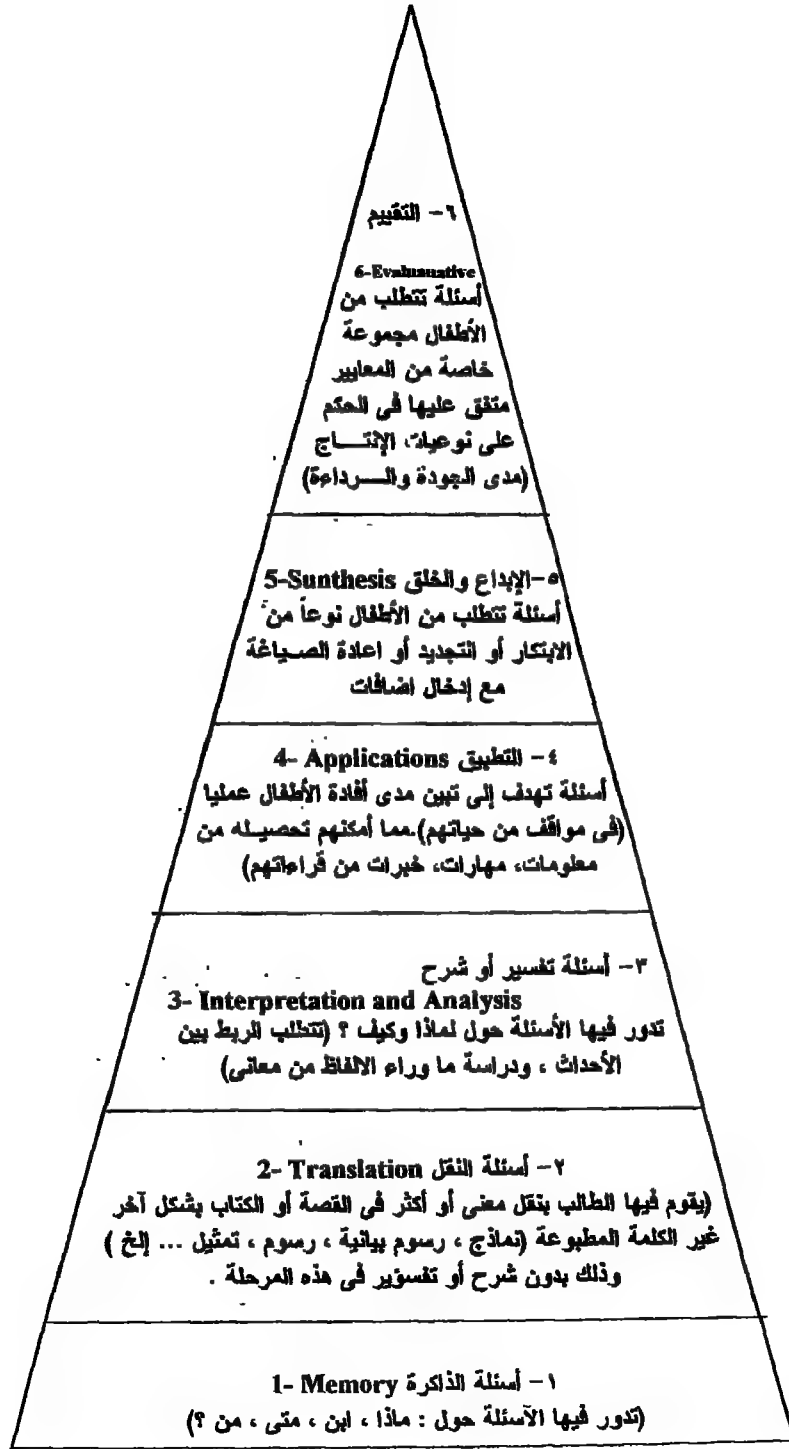 ٦- التقييم
6-Evaluanative
أسئلة تتطلب من
الأطفال مجموعة
خاصة من المعايير
متفق عليها فى الحكم
على نوعيات الإنتـــاج
(مدى الجودة والـــرداءة)
٥-الإبداع والخلق 5-Sunthesis
أسئلة تتطلب من الأطفال نوعاً من
الابتكار أو التجديد أو اعادة الصـياغة
مع إدخال اضافات
٤- التطبيق 4- Applications
أسئلة تهدف إلى تبين مدى أفادة الأطفال عمليا
(فى مواقف من حياتهم).مما أمكنهم تحصيـله من
معلومات، مهارات، خبرات من قراءاتهم)
٣- أسئلة تفسير أو شرح
3- Interpretation and Analysis
تدور فيها الأسئلة حول لماذا وكيف ؟ (تتطلب الربط بين
الأحداث ، ودراسة ما وراء الالفاظ من معانى)
٢- أسئلة النقل 2- Translation
(يقوم فيها الطالب بنقل معنى أو أكثر فى القصة أو الكتاب بشكل آخر
غير الكلمة المطبوعة (نماذج ، رسوم بيانية ، رسوم ، تمثيل ... إلخ )
وذلك بدون شرح أو تفسؤير فى هذه المرحلة .
١- أسئلة الذاكرة 1- Memory
(تدور فيها الآسئلة حول : ماذا ، اين ، متى ، من ؟)